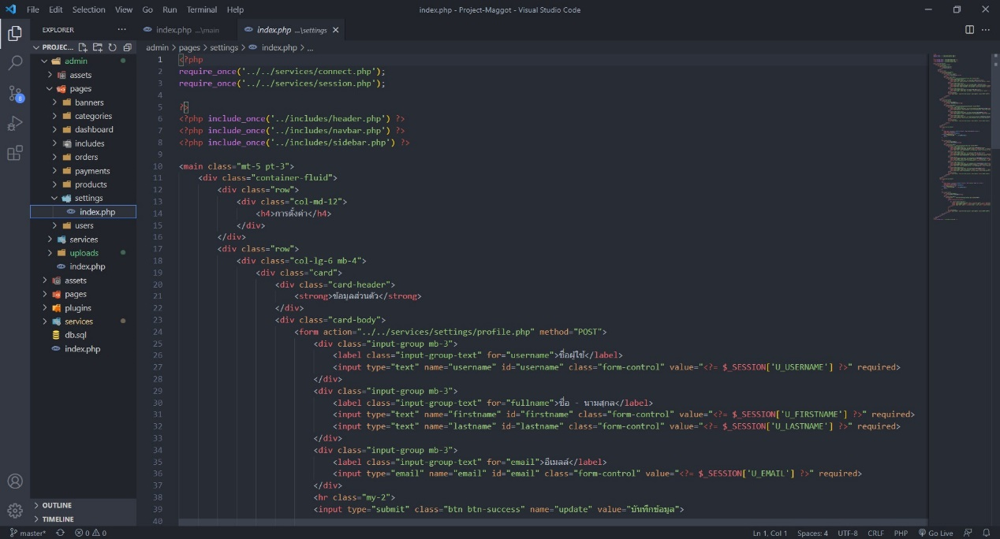 File Edit Selection View Go Run Terminal Help
index.php - Project-Maggot - Visual Studio Code
EXPLORER
PROJEC...
admin
assets
pages
banners
categories
dashboard
includes
orders
payments
products
settings
index.php
users
services
uploads
index.php
assets
pages
plugins
services
db.sql
index.php
OUTLINE
TIMELINE
8
index.php ...\main
index.php ...\settings
admin > pages > settings > index.php > ...
1 <?php
2 require_once('../../services/connect.php');
3 require_once('../../services/session.php');
4
5 ?>
6 <?php include_once('../includes/header.php') ?>
7 <?php include_once('../includes/navbar.php') ?>
8 <?php include_once('../includes/sidebar.php') ?>
9
10 <main class="mt-5 pt-3">
11 <div class="container-fluid">
12 <div class="row">
13 <div class="col-md-12">
14 <h4>การตั้งค่า</h4>
15 </div>
16 </div>
17 <div class="row">
18 <div class="col-lg-6 mb-4">
19 <div class="card">
20 <div class="card-header">
21 <strong>ข้อมูลส่วนตัว</strong>
22 </div>
23 <div class="card-body">
24 <form action="../../services/settings/profile.php" method="POST">
25 <div class="input-group mb-3">
26 <label class="input-group-text" for="username">ชื่อผู้ใช้</label>
27 <input type="text" name="username" id="username" class="form-control" value="<?= $_SESSION['U_USERNAME'] ?>" required>
28 </div>
29 <div class="input-group mb-3">
30 <label class="input-group-text" for="fullname">ชื่อ - นามสกุล</label>
31 <input type="text" name="firstname" id="firstname" class="form-control" value="<?= $_SESSION['U_FIRSTNAME'] ?>" required>
32 <input type="text" name="lastname" id="lastname" class="form-control" value="<?= $_SESSION['U_LASTNAME'] ?>" required>
33 </div>
34 <div class="input-group mb-3">
35 <label class="input-group-text" for="email">อีเมลล์</label>
36 <input type="email" name="email" id="email" class="form-control" value="<?= $_SESSION['U_EMAIL'] ?>" required>
37 </div>
38 <hr class="my-2">
39 <input type="submit" class="btn btn-success" name="update" value="บันทึกข้อมูล">
40
master* 0 0
Ln 1, Col 1 Spaces: 4 UTF-8 CRLF PHP Go Live